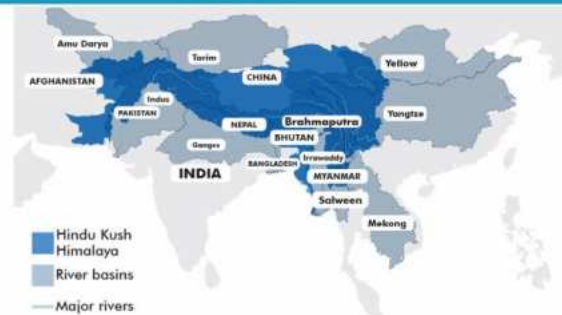 Amu Darya
Tarim
Yellow
AFGHANISTAN
CHINA
Indus
PAKISTAN
Yangtse
NEPAL
Brahmaputra
BHUTAN
Ganges
Irrawaddy
BANGLADESH
INDIA
MYANMAR
Salween
Mekong
Hindu Kush
Himalaya
River basins
Major rivers